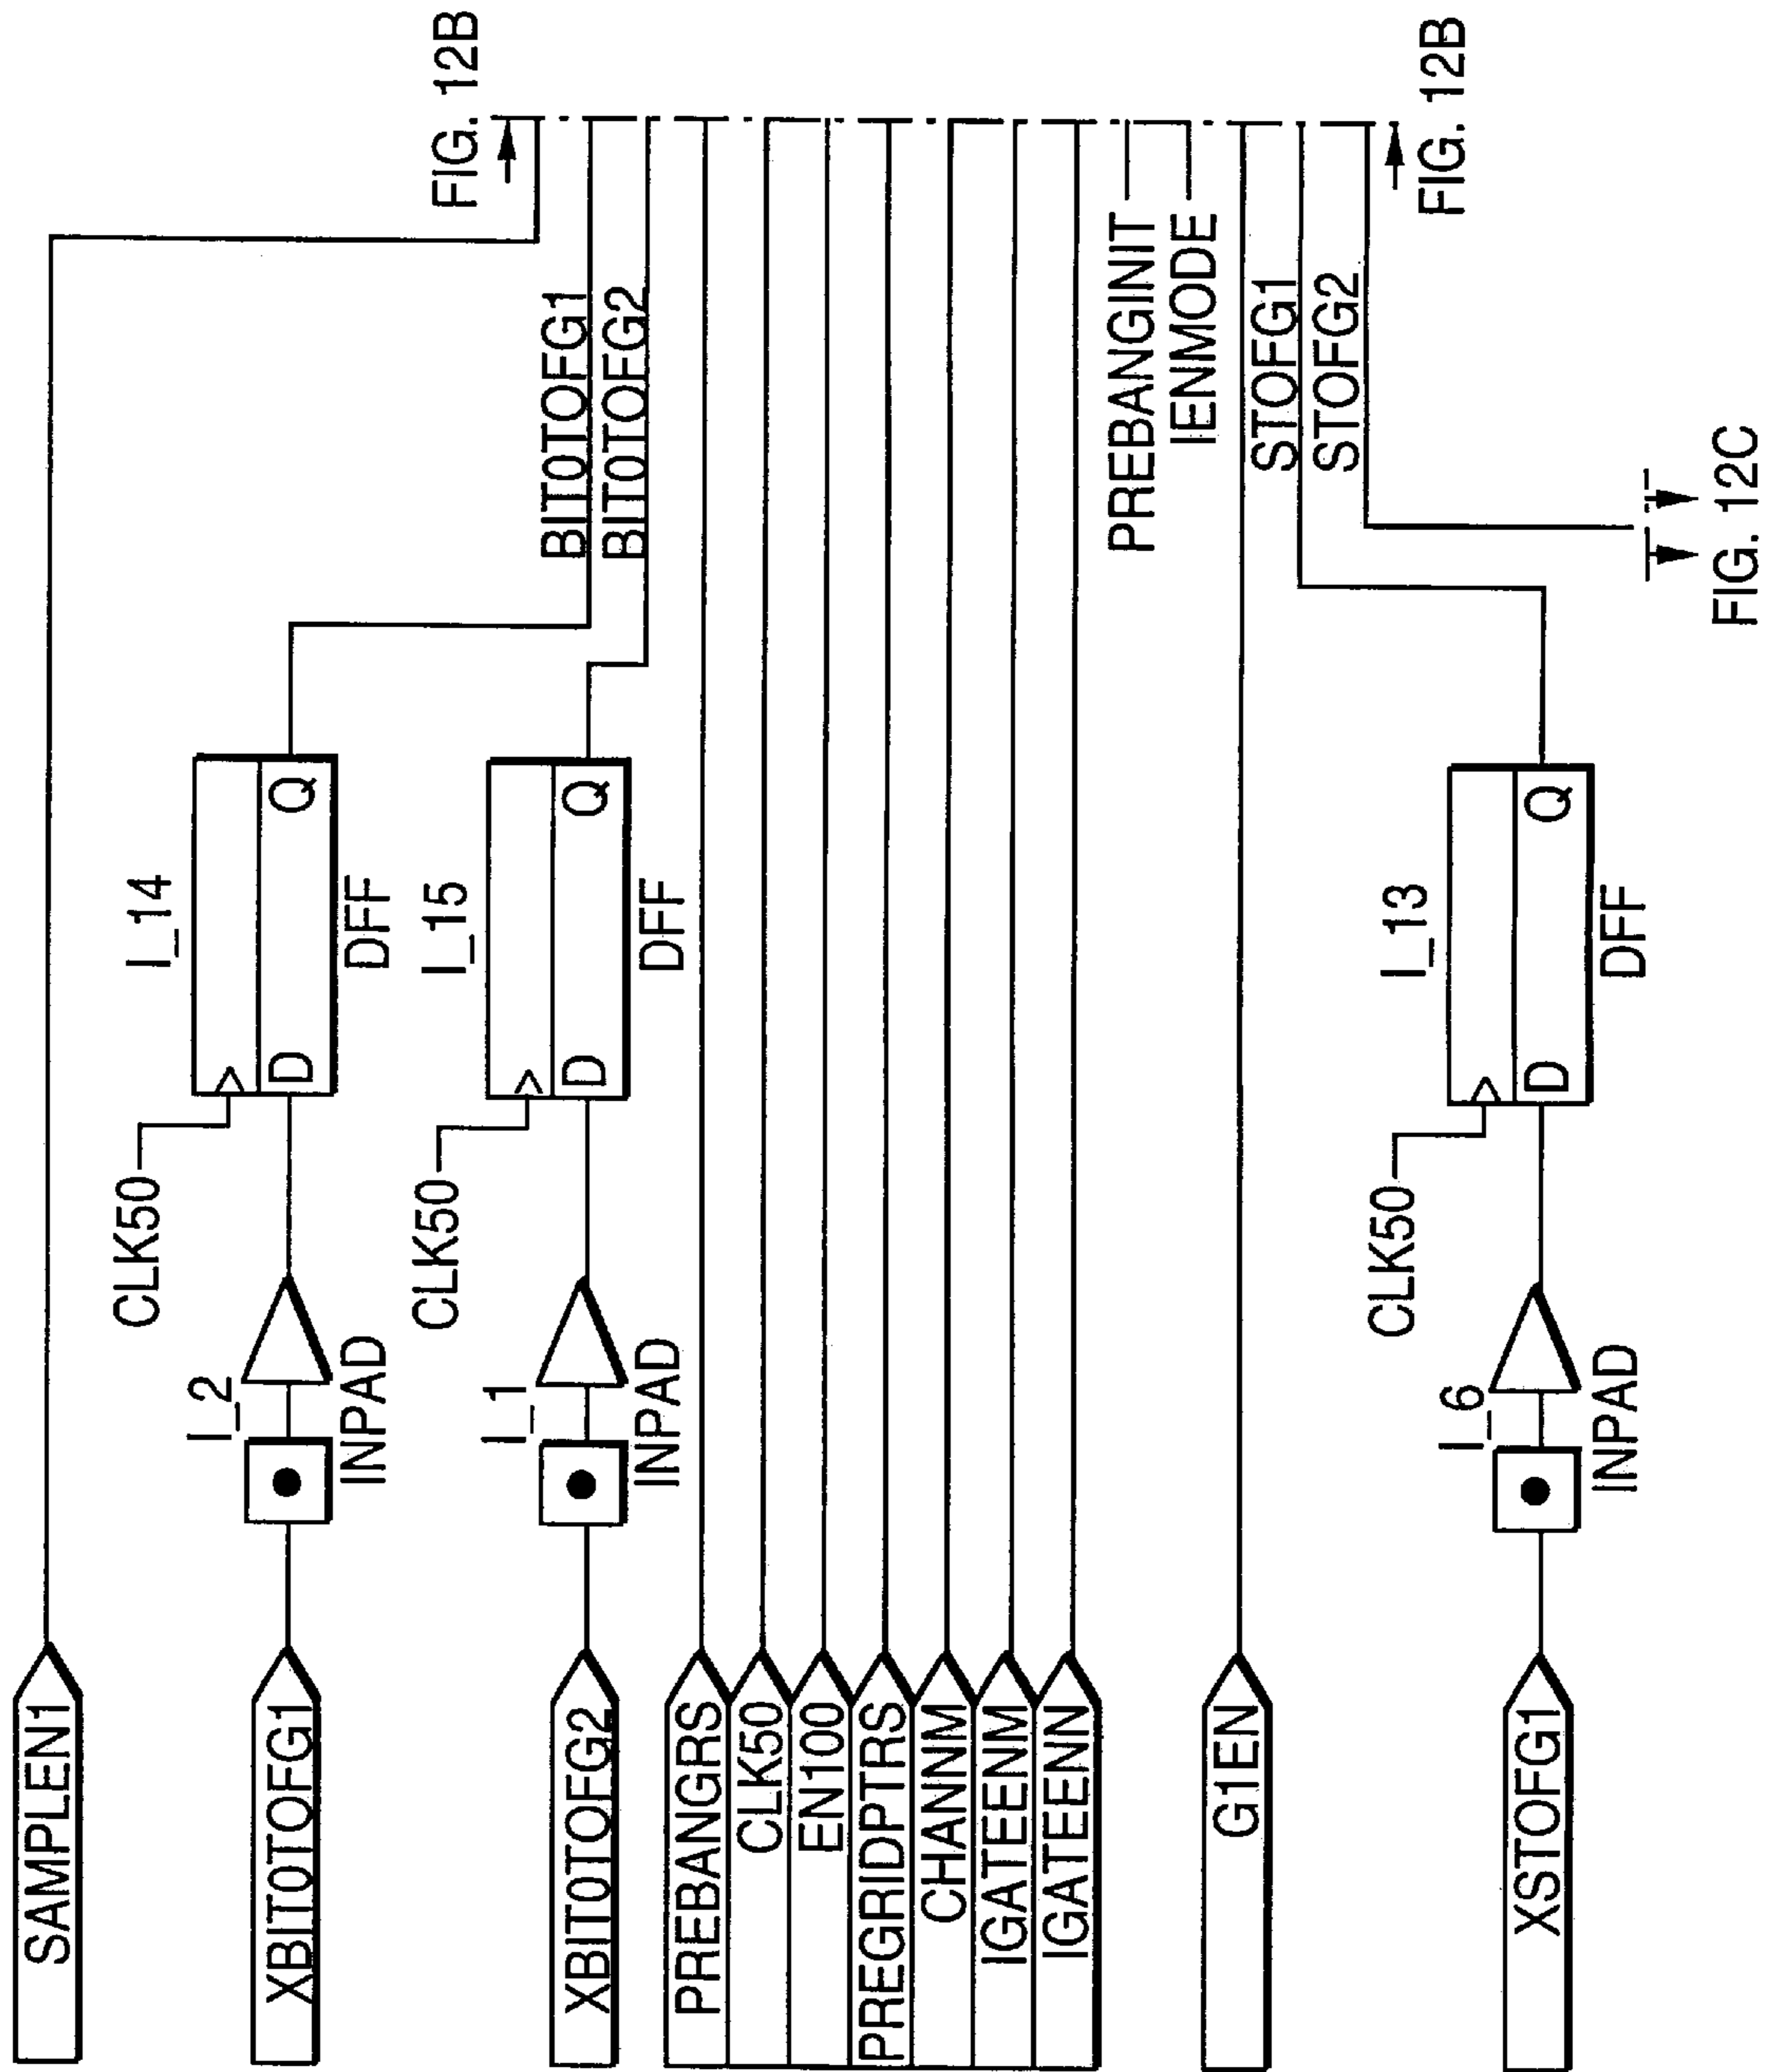 SAMPLEN1
FIG. 12B
I_14
CLK50
D
Q
DFF
I_2
INPAD
XBITOTOFG1
BITOTOFG1
BITOTOFG2
I_15
CLK50
D
Q
DFF
I_1
INPAD
XBITOTOFG2
PREBANGRS
CLK50
EN100
PREGRIDPTRS
CHANNM
IGATEENM
IGATEENN
PREBANGINIT
IENMODE
G1EN
STOFG1
STOFG2
FIG. 12B
I_13
CLK50
D
Q
DFF
I_6
INPAD
XSTOFG1
FIG. 12C